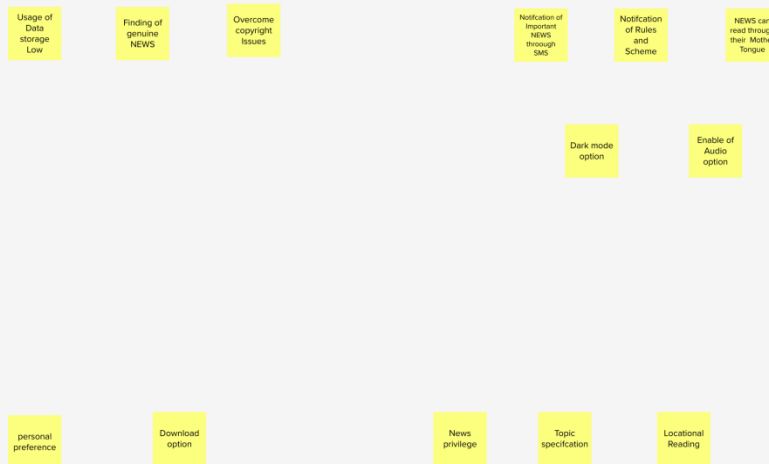 Usage of
Data
storage
Low
Finding of
genuine
NEWS
Overcome
copyright
Issues
Notifcation of
Important
NEWS
throough
SMS
Notifcation
of Rules
and
Scheme
NEWS can
read throug
their Mothe
Tongue
Dark mode
option
Enable of
Audio
option
personal
preference
Download
option
News
privilege
Topic
specifcation
Locational
Reading